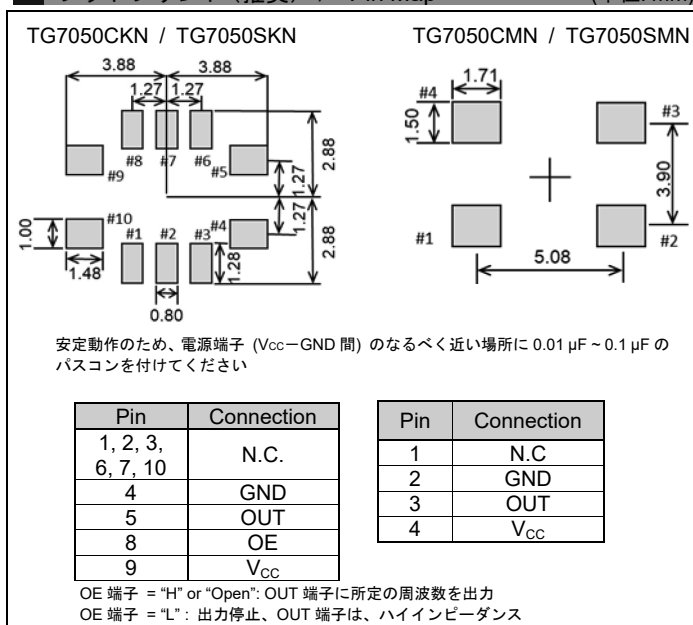 TG7050CKN / TG7050SKN
3.88 3.88
1.27 1.27
#8 #7 #6
#9 #5
2.88
1.27
#10 #4
1.00
#1 #2 #3
1.27
2.88
1.48
1.28
0.80
TG7050CMN / TG7050SMN
1.71
#4 #3
1.50
3.90
#1 #2
5.08
安定動作のため、電源端子 (Vcc－GND 間) のなるべく近い場所に 0.01 µF ~ 0.1 µF の
パスコンを付けてください
Pin Connection
1, 2, 3,
6, 7, 10
N.C.
4 GND
5 OUT
8 OE
9 VCC
Pin Connection
1 N.C
2 GND
3 OUT
4 VCC
OE 端子 = “H” or “Open”: OUT 端子に所定の周波数を出力
OE 端子 = “L” : 出力停止、OUT 端子は、ハイインピーダンス